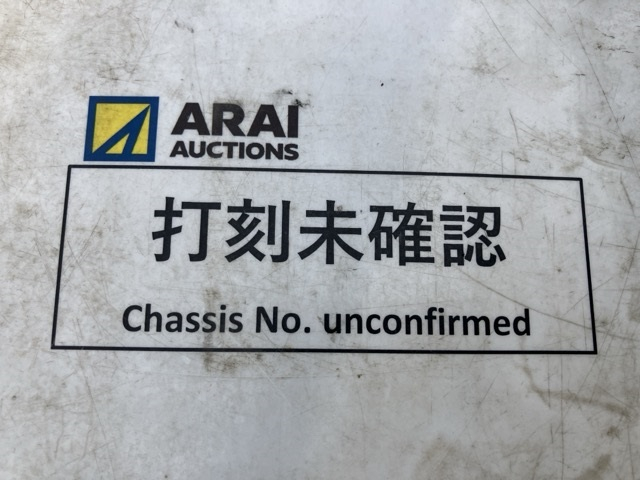 ARAI
AUCTIONS
打刻未確認
Chassis No. unconfirmed